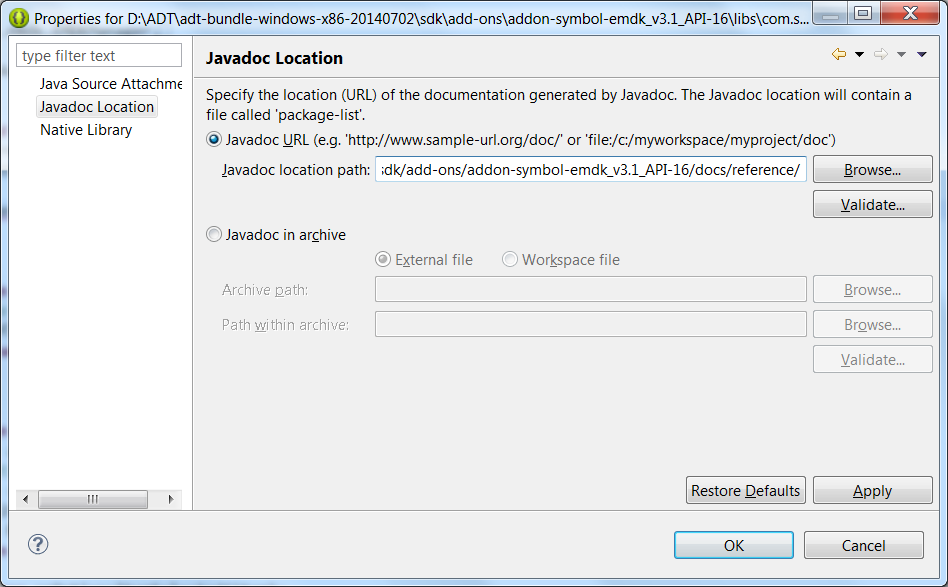 Properties for D:\ADT\adt-bundle-windows-x86-20140702\sdk\add-ons\addon-symbol-emdk_v3.1_API-16\libs\com.s...
type filter text
Java Source Attachme
Javadoc Location
Native Library
Javadoc Location
Specify the location (URL) of the documentation generated by Javadoc. The Javadoc location will contain a
file called 'package-list'.
Javadoc URL (e.g. 'http://www.sample-url.org/doc/' or 'file:/c:/myworkspace/myproject/doc')
Javadoc location path: sdk/add-ons/addon-symbol-emdk_v3.1_API-16/docs/reference/ Browse...
Validate...
Javadoc in archive
External file Workspace file
Archive path: Browse...
Path within archive: Browse...
Validate...
Restore Defaults Apply
OK Cancel